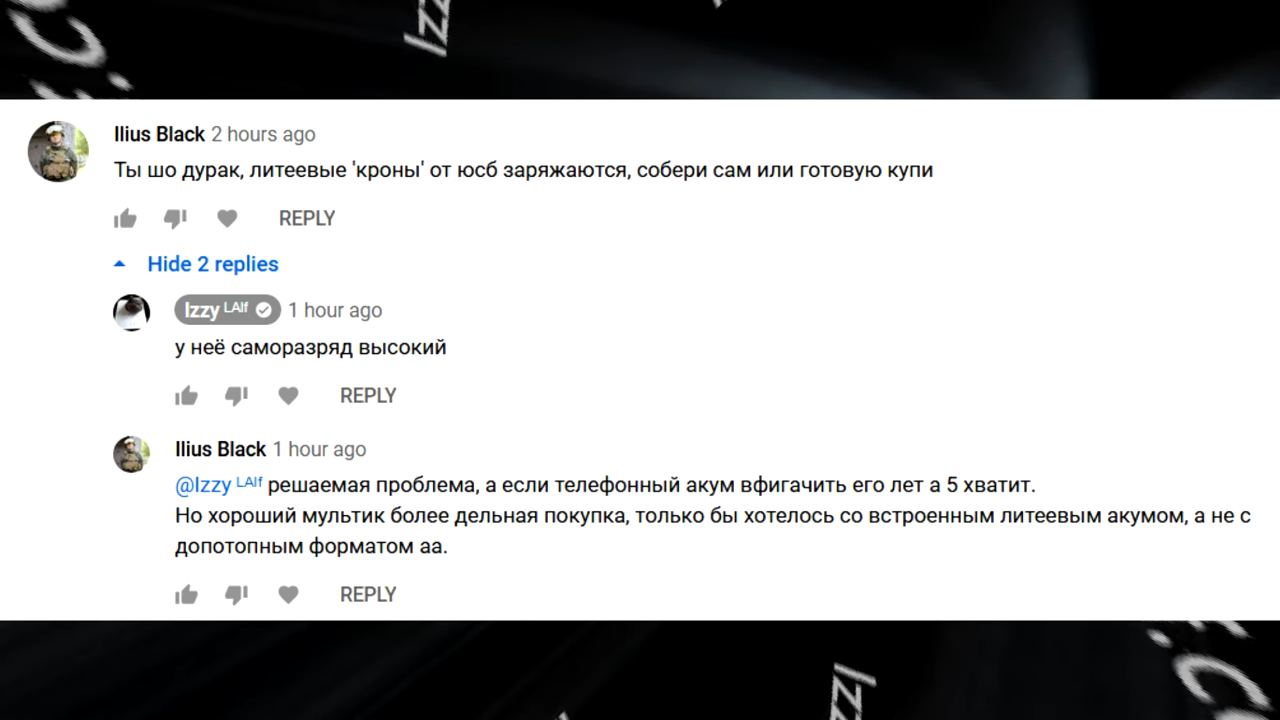 Izz
Ilius Black 2 hours ago
Ты шо дурак, литеевые 'кроны' от юсб заряжаются, собери сам или готовую купи
REPLY
Hide 2 replies
Izzy LAlf 1 hour ago
у неё саморазряд высокий
REPLY
Ilius Black 1 hour ago
@Izzy LAlf решаемая проблема, а если телефонный акум вфигачить его лет а 5 хватит.
Но хороший мультик более дельная покупка, только бы хотелось со встроенным литеевым акумом, а не с
допотопным форматом аа.
REPLY
Izz